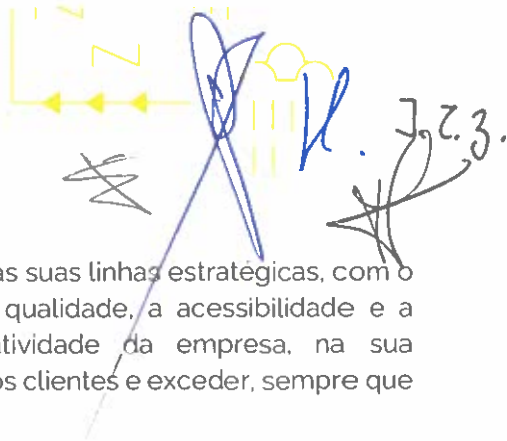 J.C.Z.
as suas linhas estratégicas, com o
qualidade, a acessibilidade e a
tividade da empresa, na sua
os clientes e exceder, sempre que